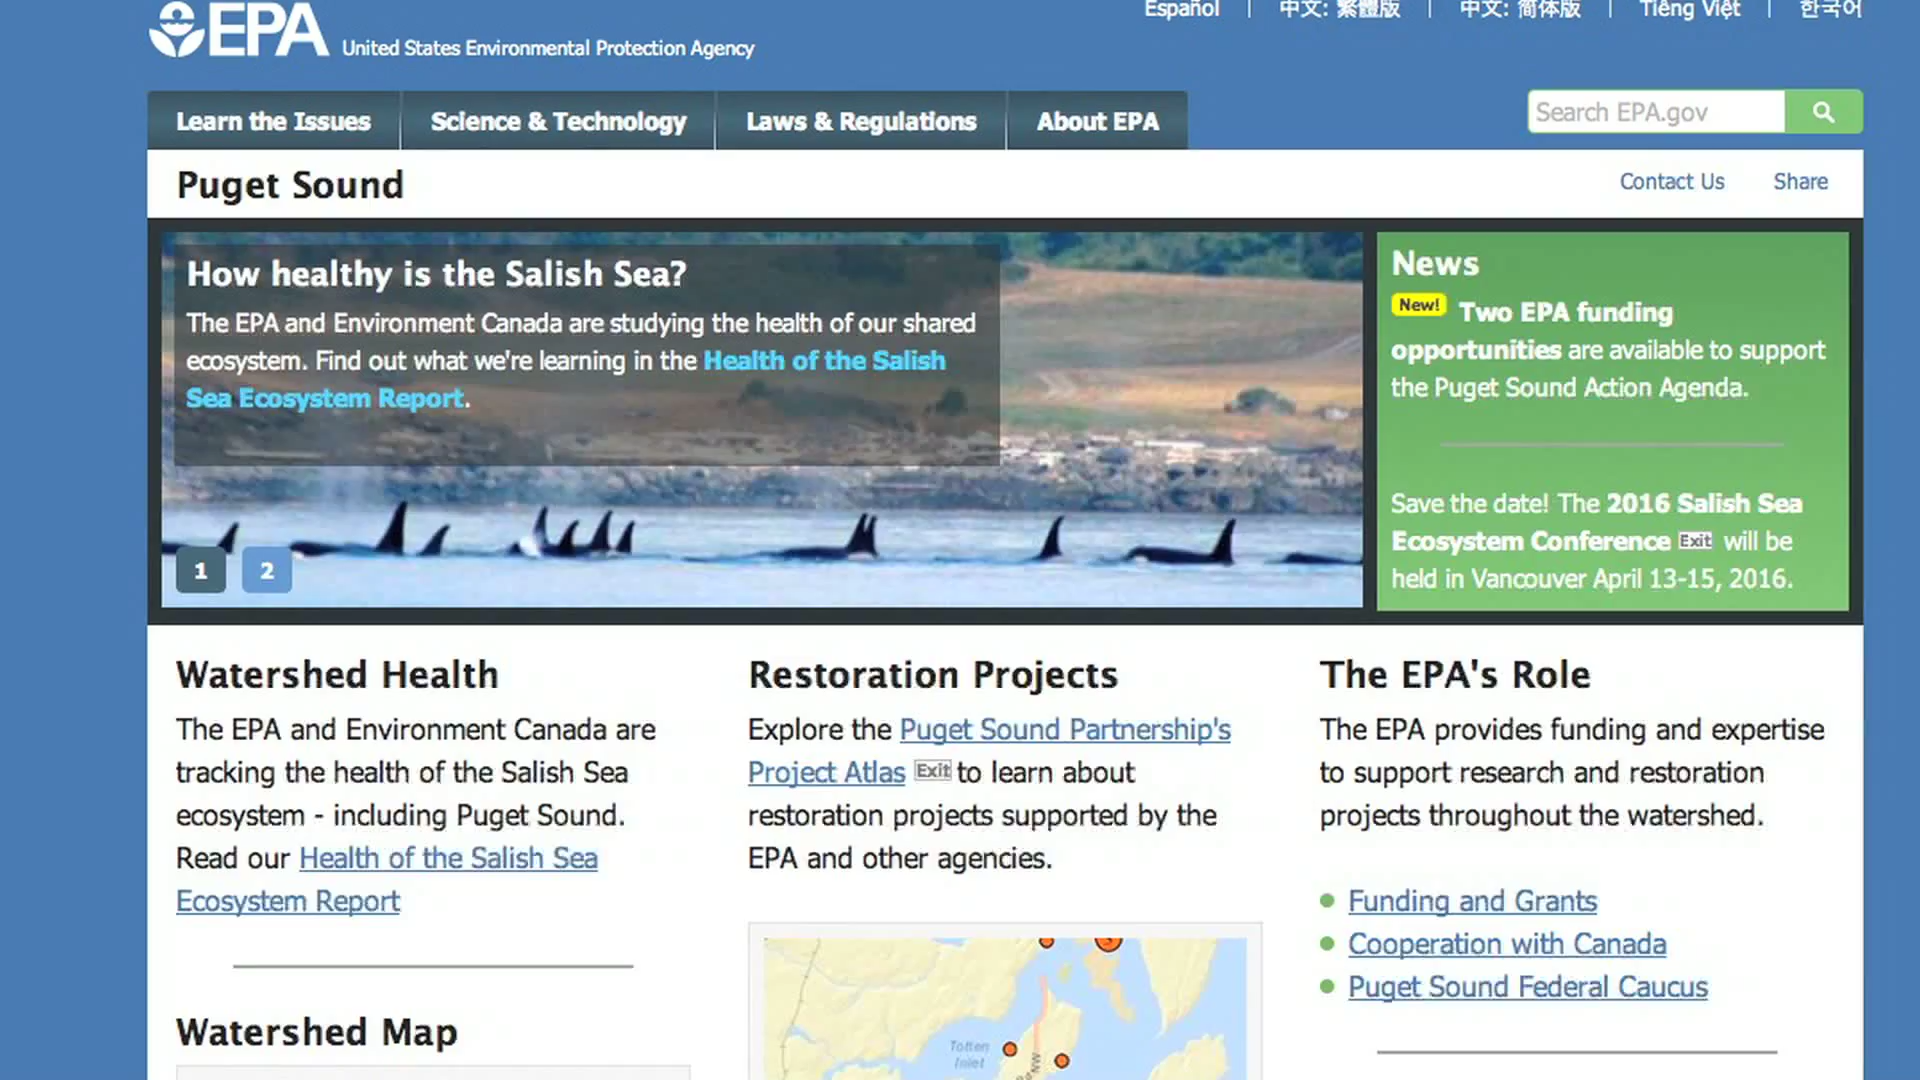 Español | 中文: 繁體版 | 中文: 简体版 | Tiếng Việt | 한국어
EPA United States Environmental Protection Agency
Learn the Issues
Science & Technology
Laws & Regulations
About EPA
Search EPA.gov
Puget Sound
Contact Us
Share
How healthy is the Salish Sea?
The EPA and Environment Canada are studying the health of our shared
ecosystem. Find out what we're learning in the Health of the Salish
Sea Ecosystem Report.
1
2
News
New! Two EPA funding
opportunities are available to support
the Puget Sound Action Agenda.
Save the date! The 2016 Salish Sea
Ecosystem Conference Exit will be
held in Vancouver April 13-15, 2016.
Watershed Health
The EPA and Environment Canada are
tracking the health of the Salish Sea
ecosystem - including Puget Sound.
Read our Health of the Salish Sea
Ecosystem Report
Watershed Map
Restoration Projects
Explore the Puget Sound Partnership's
Project Atlas Exit to learn about
restoration projects supported by the
EPA and other agencies.
Totten
Inlet
The EPA's Role
The EPA provides funding and expertise
to support research and restoration
projects throughout the watershed.
Funding and Grants
Cooperation with Canada
Puget Sound Federal Caucus